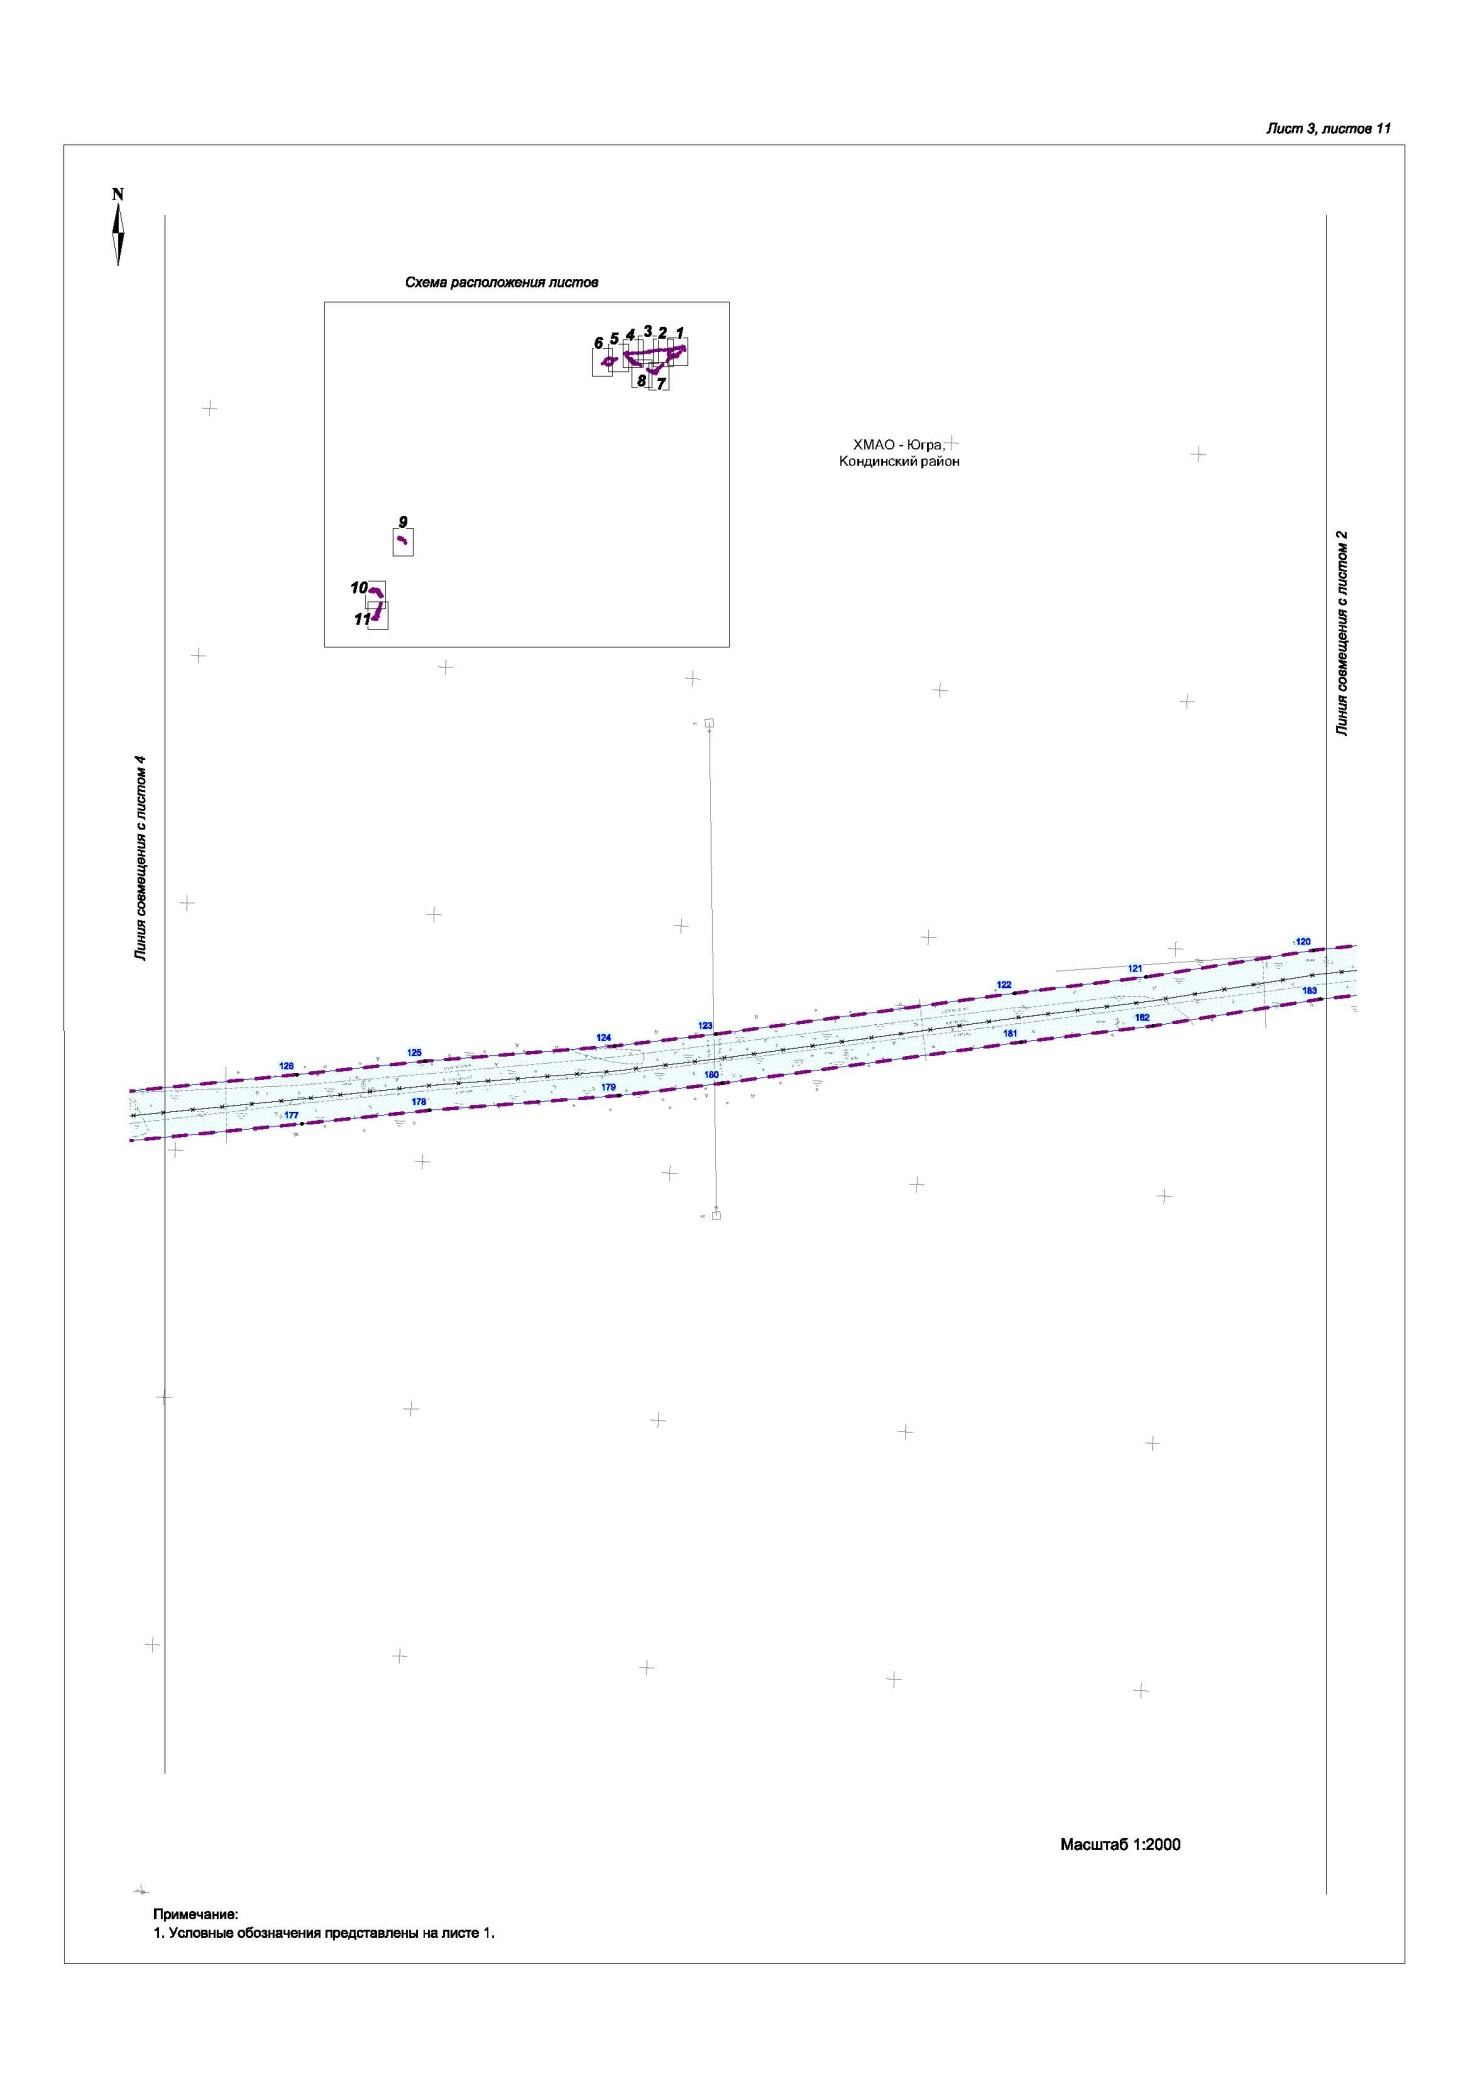 Лист 3, листов 11
N
Схема расположения листов
6 5 4 3 2 1
8 7
9
10
11
ХМАО - Югра,
Кондинский район
Линия совмещения с листом 2
Линия совмещения с листом 4
120
121
122
123
124
125
126
183
182
181
180
179
178
177
Масштаб 1:2000
Примечание:
1. Условные обозначения представлены на листе 1.